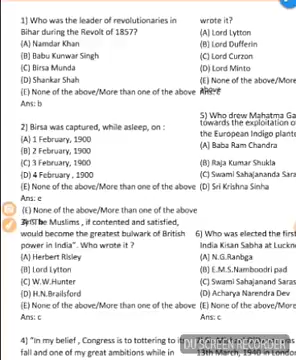 1) Who was the leader of revolutionaries in
Bihar during the Revolt of 1857?
(A) Namdar Khan
(B) Babu Kunwar Singh
(C) Birsa Munda
(D) Shankar Shah
(E) None of the above/More than one of the above
Ans: b
2) Birsa was captured, while asleep, on :
(A) 1 February, 1900
(B) 2 February, 1900
(C) 3 February, 1900
(D) 4 February , 1900
(E) None of the above/More than one of the above
Ans: e
(E) None of the above/More than one of the above
3) The Muslims , if contented and satisfied,
would become the greatest bulwark of British
power in India”. Who wrote it ?
(A) Herbert Risley
(B) Lord Lytton
(C) W.W.Hunter
(D) H.N.Brailsford
(E) None of the above/More than one of the above
Ans: c
4) “In my belief , Congress is to tottering to it
fall and one of my great ambitions while in
wrote it?
(A) Lord Lytton
(B) Lord Dufferin
(C) Lord Curzon
(D) Lord Minto
(E) None of the above/More
above
Ans: c
5) Who drew Mahatma Ga
towards the exploitation o
the European Indigo plant
(A) Baba Ram Chandra
(B) Raja Kumar Shukla
(C) Swami Sahajananda Sara
(D) Sri Krishna Sinha
6) Who was elected the first
India Kisan Sabha at Luckn
(A) N.G.Ranbga
(B) E.M.S.Namboodri pad
(C) Swami Sahajanand Saras
(D) Acharya Narendra Dev
(E) None of the above/More
Ans: c
DU SCREEN RECORDER
13th March, 1940 in London